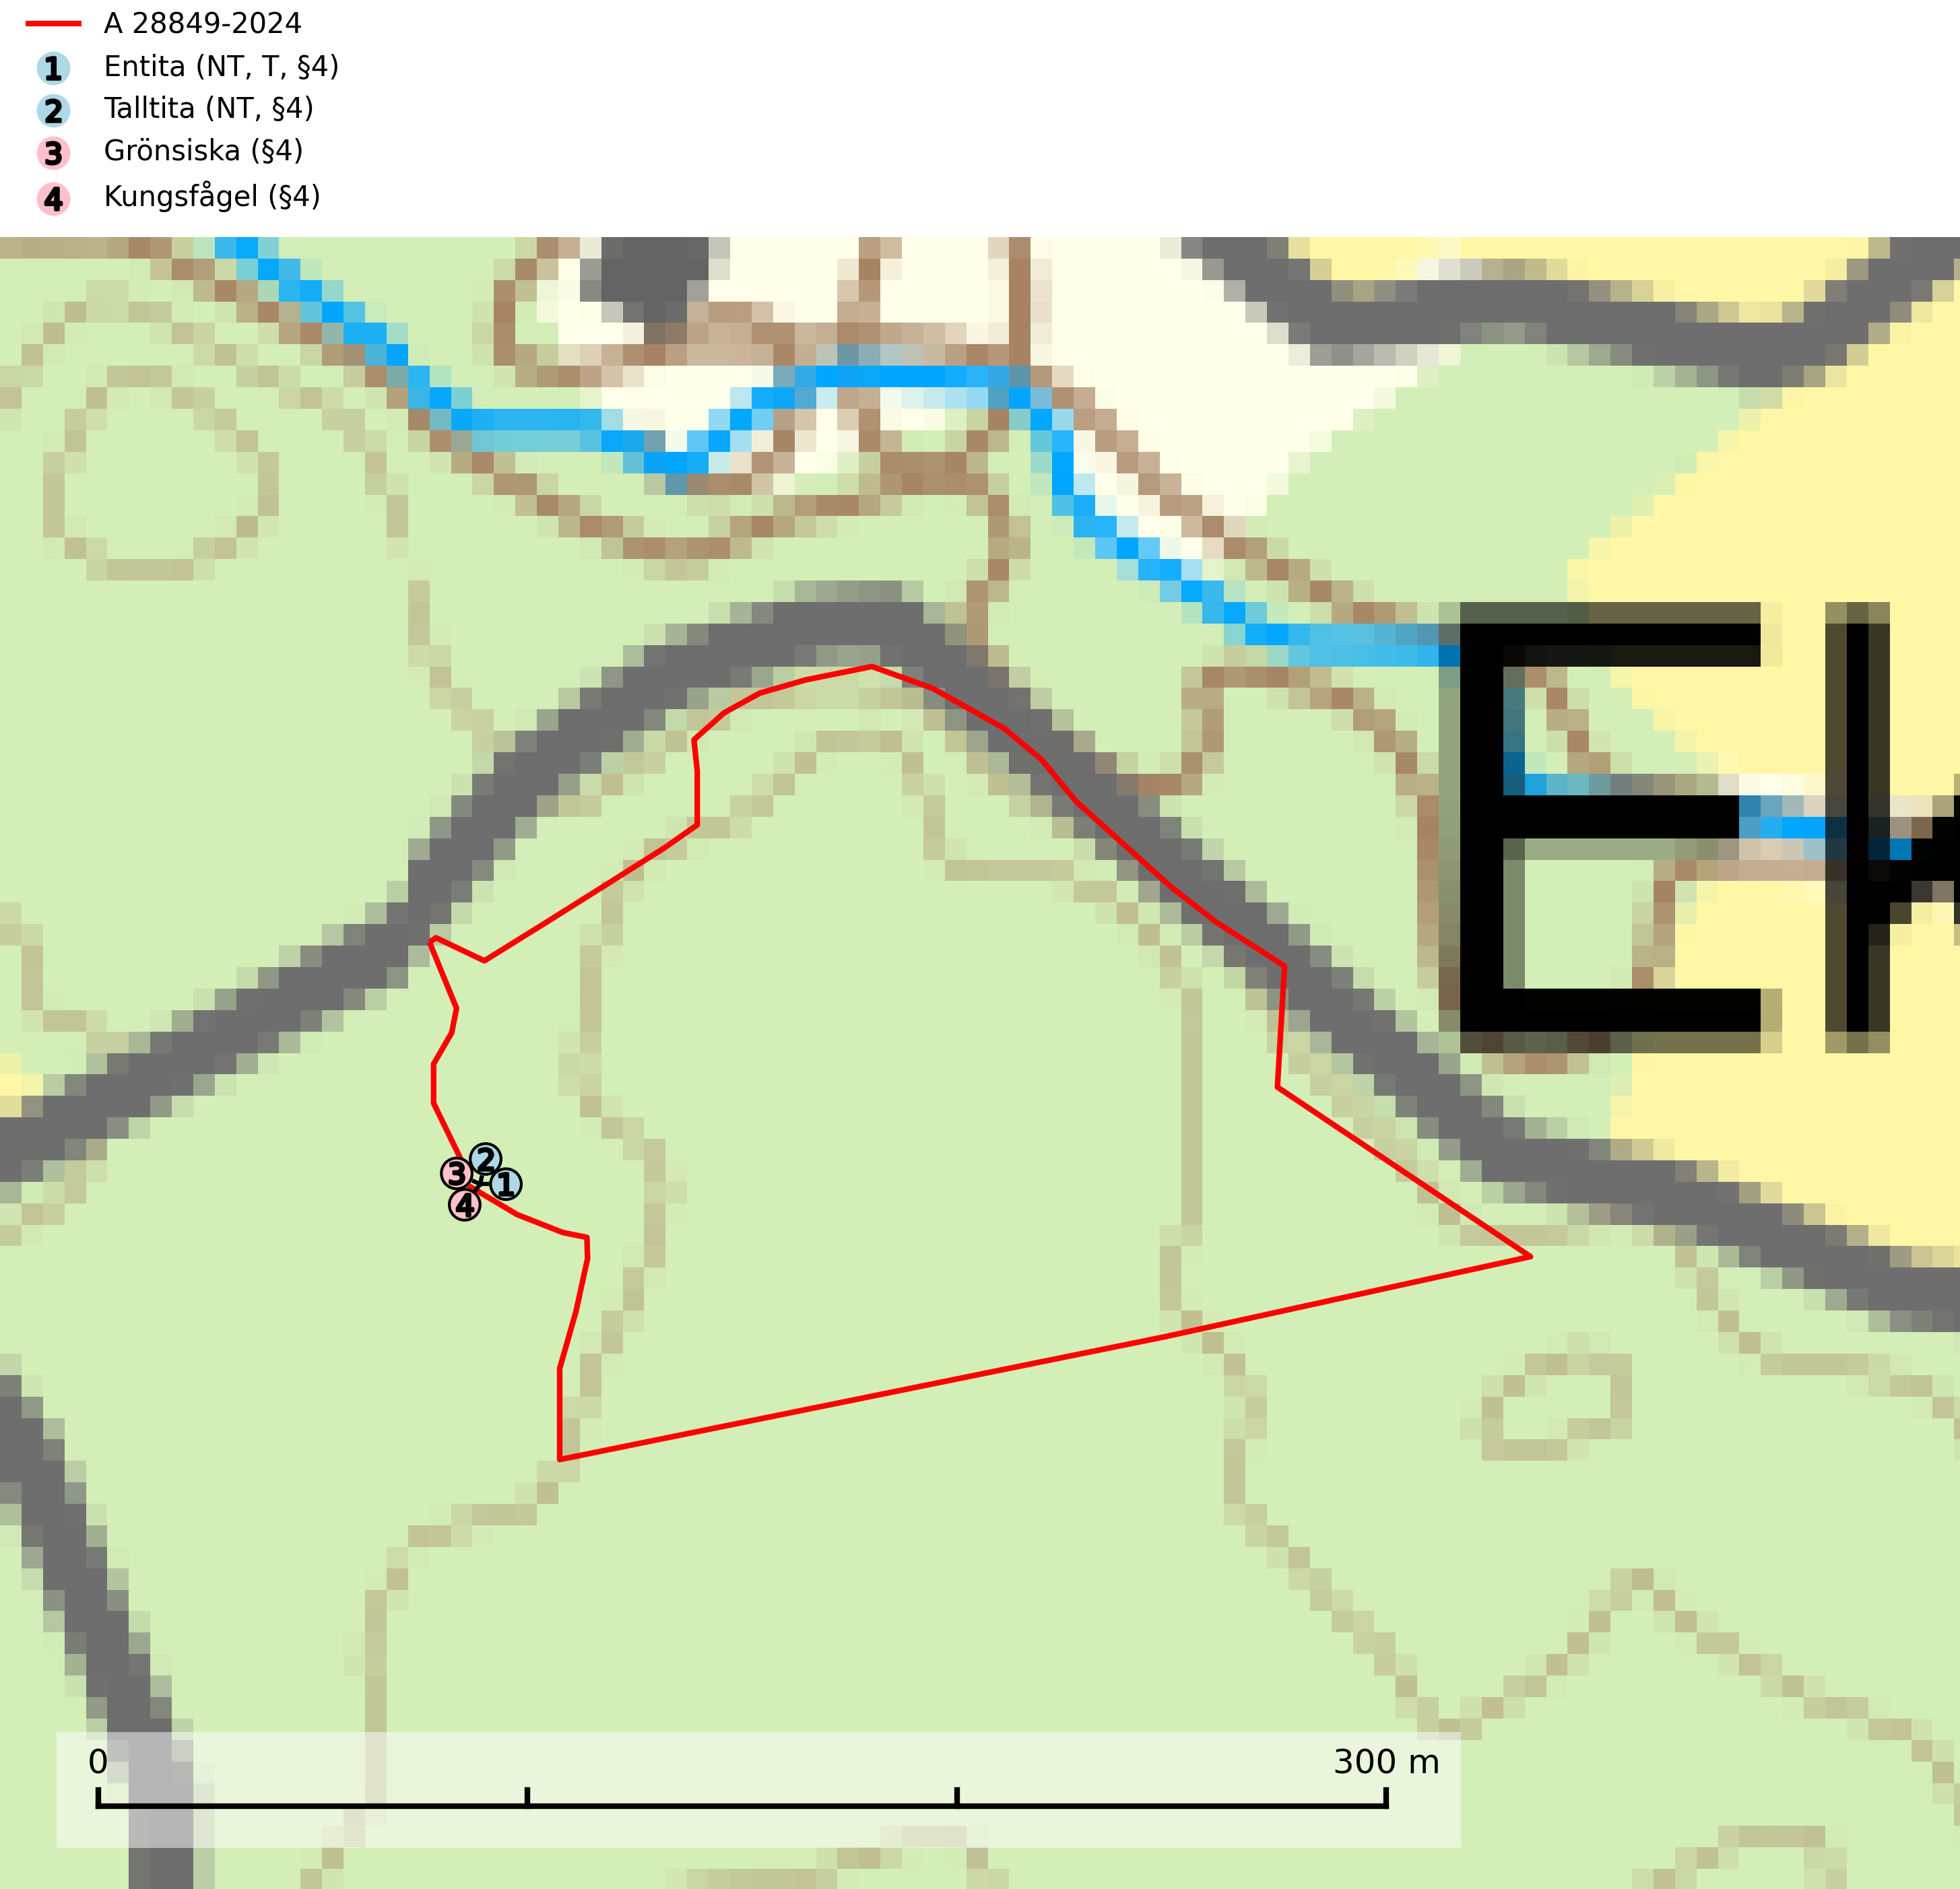 A 28849-2024
1 Entita (NT, T, §4)
2 Talltita (NT, §4)
3 Grönsiska (§4)
4 Kungsfågel (§4)
E
2
3
1
4
0 300 m